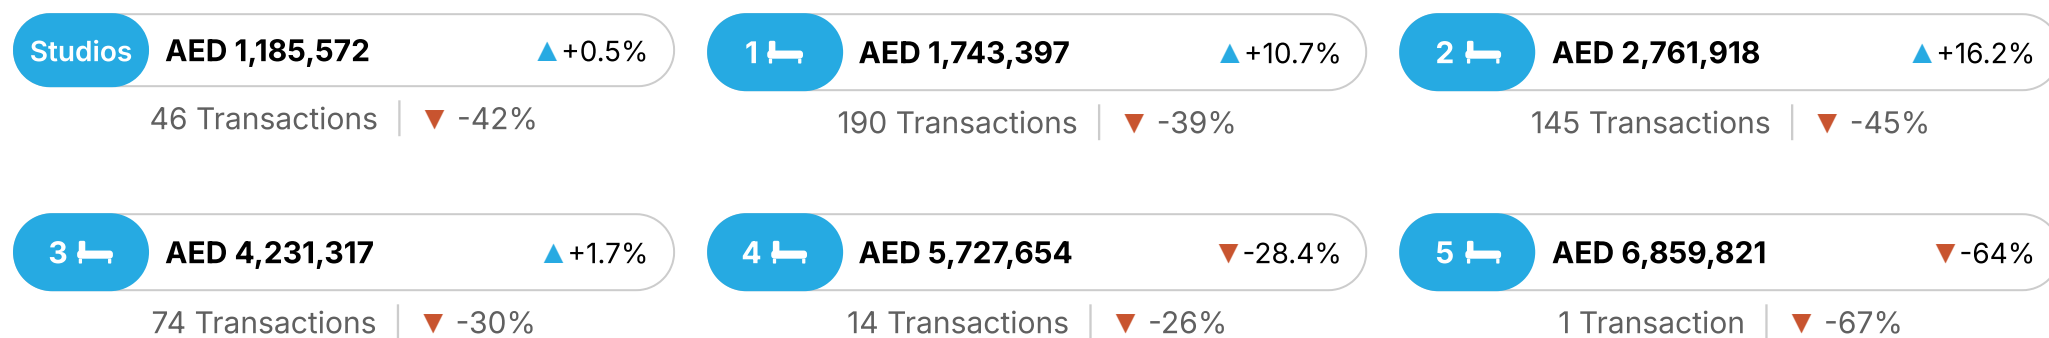 Studios AED 1,185,572 ▲+0.5%
46 Transactions | ▼ -42%
1 AED 1,743,397 ▲+10.7%
190 Transactions | ▼ -39%
2 AED 2,761,918 ▲+16.2%
145 Transactions | ▼ -45%
3 AED 4,231,317 ▲+1.7%
74 Transactions | ▼ -30%
4 AED 5,727,654 ▼-28.4%
14 Transactions | ▼ -26%
5 AED 6,859,821 ▼-64%
1 Transaction | ▼ -67%